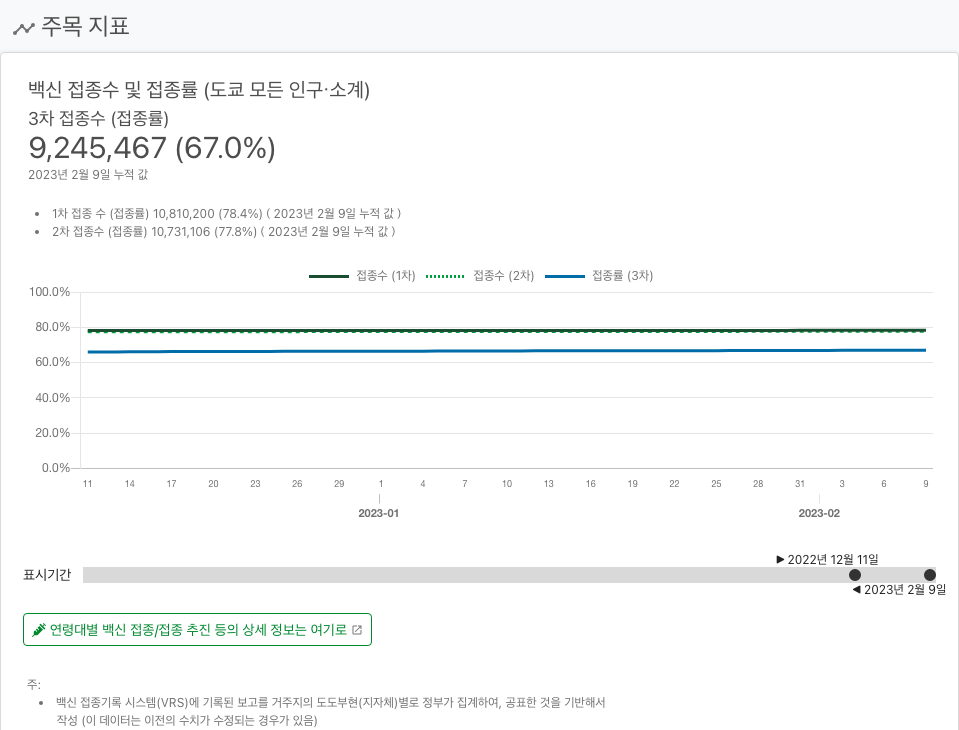 주목 지표
백신 접종수 및 접종률 (도쿄 모든 인구·소계)
3차 접종수 (접종률)
9,245,467 (67.0%)
2023년 2월 9일 누적 값
• 1차 접종 수 (접종률) 10,810,200 (78.4%) ( 2023년 2월 9일 누적 값 )
• 2차 접종수 (접종률) 10,731,106 (77.8%) ( 2023년 2월 9일 누적 값 )
접종수 (1차) 접종수 (2차) 접종률 (3차)
100.0%
80.0%
60.0%
40.0%
20.0%
0.0%
11 14 17 20 23 26 29 1 4 7 10 13 16 19 22 25 28 31 3 6 9
2023-01 2023-02
▶ 2022년 12월 11일
표시기간
◀ 2023년 2월 9일
연령대별 백신 접종/접종 추진 등의 상세 정보는 여기로
주:
• 백신 접종기록 시스템(VRS)에 기록된 보고를 거주지의 도도부현(지자체)별로 정부가 집계하여, 공표한 것을 기반해서
작성 (이 데이터는 이전의 수치가 수정되는 경우가 있음)